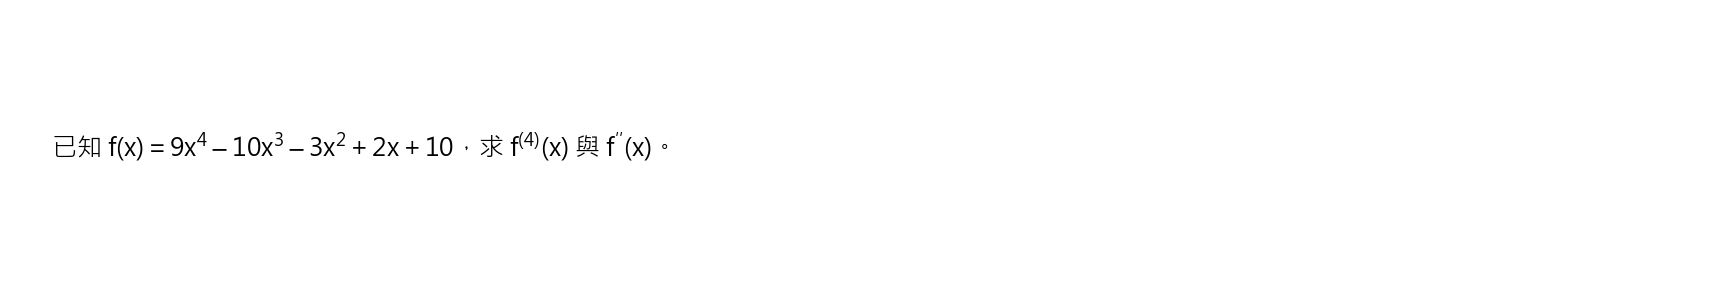 已知 f(x) = 9x⁴ – 10x³ – 3x² + 2x + 10，求 f⁽⁴⁾(x) 與 f′′(x)。